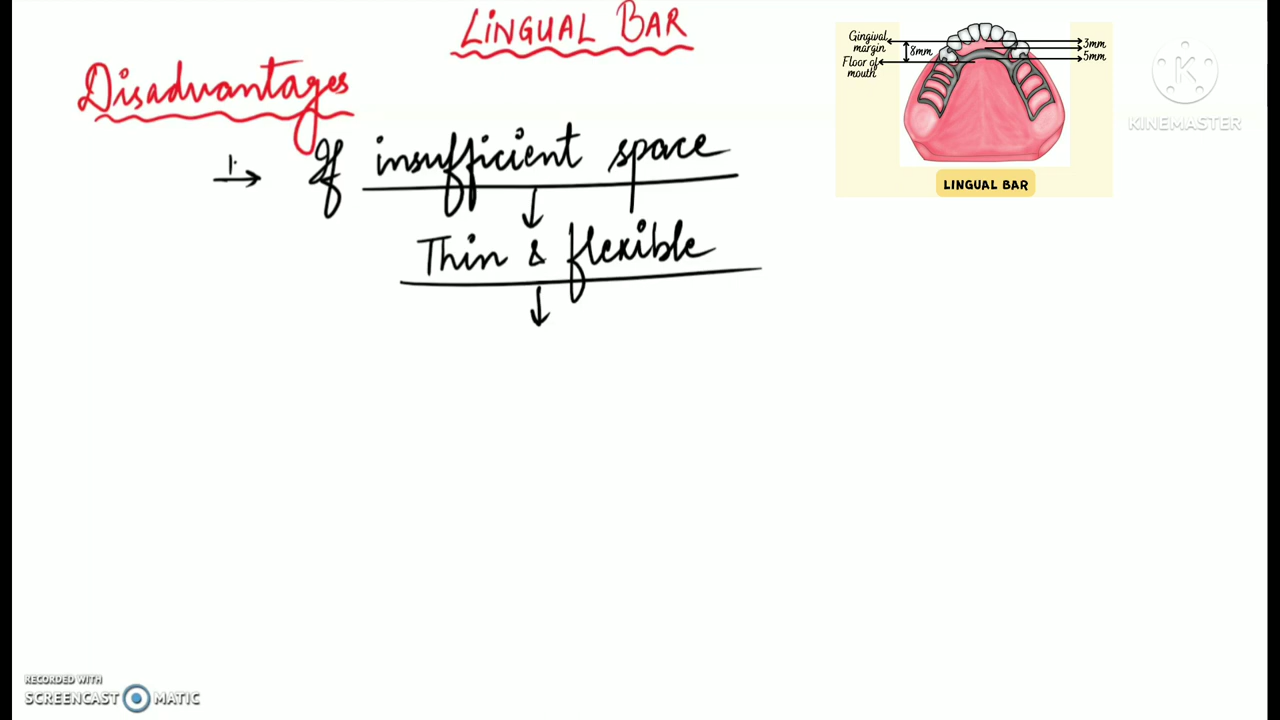 LINGUAL BAR
Disadvantages
1. → If insufficient space
↓
Thin & flexible
↓
Gingival margin
Floor of mouth
8mm
3mm
5mm
LINGUAL BAR
K
KINEMASTER
RECORDED WITH
SCREENCAST MATIC